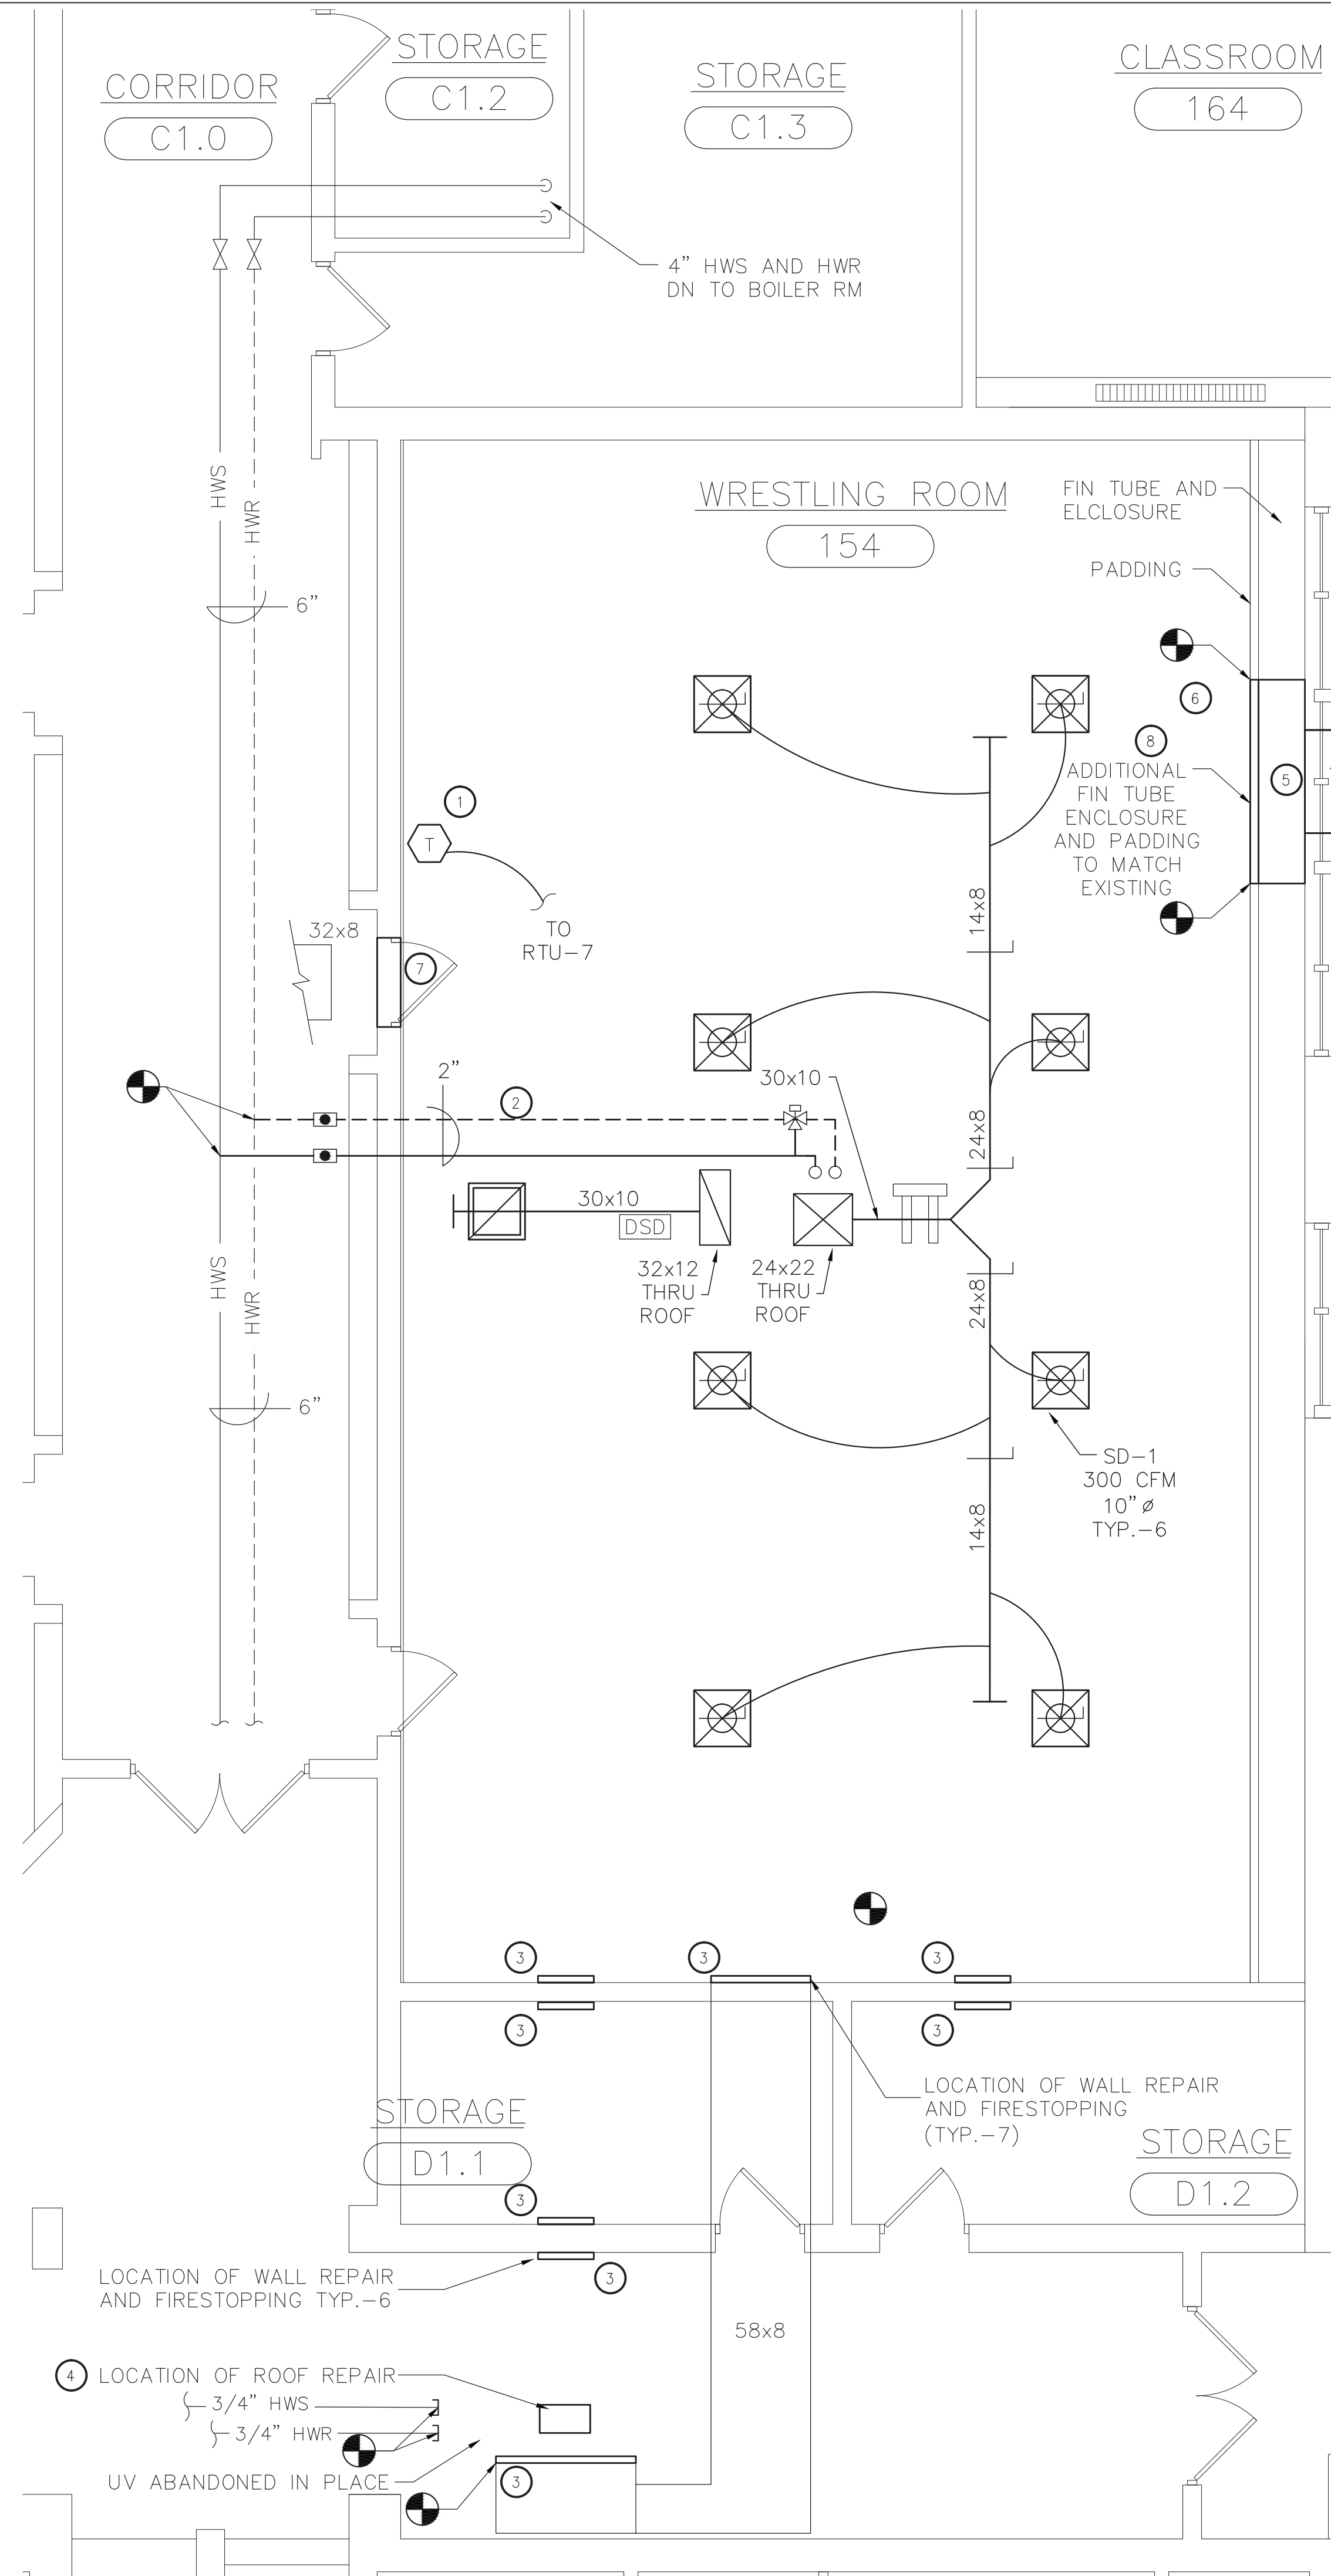 STORAGE
C1.2
CORRIDOR
C1.0
STORAGE
C1.3
CLASSROOM
164
4” HWS AND HWR
DN TO BOILER RM
HWS
HWR
WRESTLING ROOM
154
FIN TUBE AND
ELCLOSURE
PADDING
6”
6
8
5
ADDITIONAL
FIN TUBE
ENCLOSURE
AND PADDING
TO MATCH
EXISTING
1
T
TO
RTU-7
32x8
7
14x8
2”
2
30x10
24x8
30x10
DSD
32x12
THRU
ROOF
24x22
THRU
ROOF
HWS
HWR
24x8
6”
SD-1
300 CFM
10”ø
TYP.-6
14x8
3
3
3
3
3
LOCATION OF WALL REPAIR
AND FIRESTOPPING
(TYP.-7)
STORAGE
D1.1
STORAGE
D1.2
3
3
LOCATION OF WALL REPAIR
AND FIRESTOPPING TYP.-6
58x8
4 LOCATION OF ROOF REPAIR
3/4” HWS
3/4” HWR
UV ABANDONED IN PLACE
3